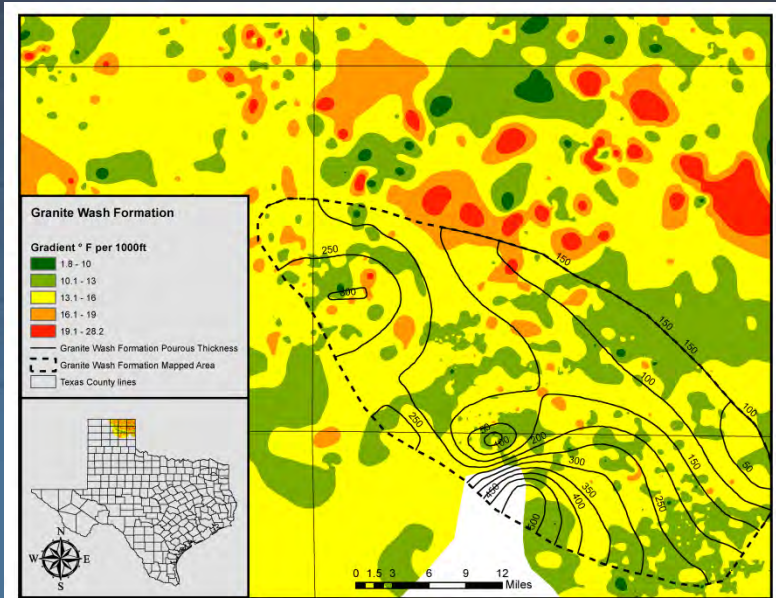 Granite Wash Formation
Gradient ° F per 1000ft
1.8 - 10
10.1 - 13
13.1 - 16
16.1 - 19
19.1 - 28.2
Granite Wash Formation Pourous Thickness
Granite Wash Formation Mapped Area
Texas County lines
N
W E
S
250
300
150
150
150
100
100
50
250
50
100
200
300
150
350
250
400
450
500
0 1.5 3 6 9 12
Miles